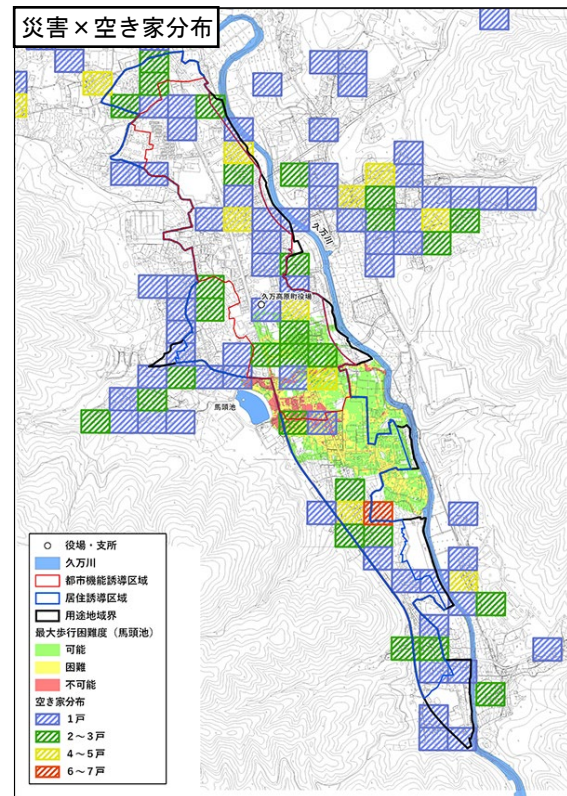 災害×空き家分布
久万川
久万高原町役場
馬頭池
役場・支所
久万川
都市機能誘導区域
居住誘導区域
用途地域界
最大歩行困難度（馬頭池）
可能
困難
不可能
空き家分布
1戸
2～3戸
4～5戸
6～7戸